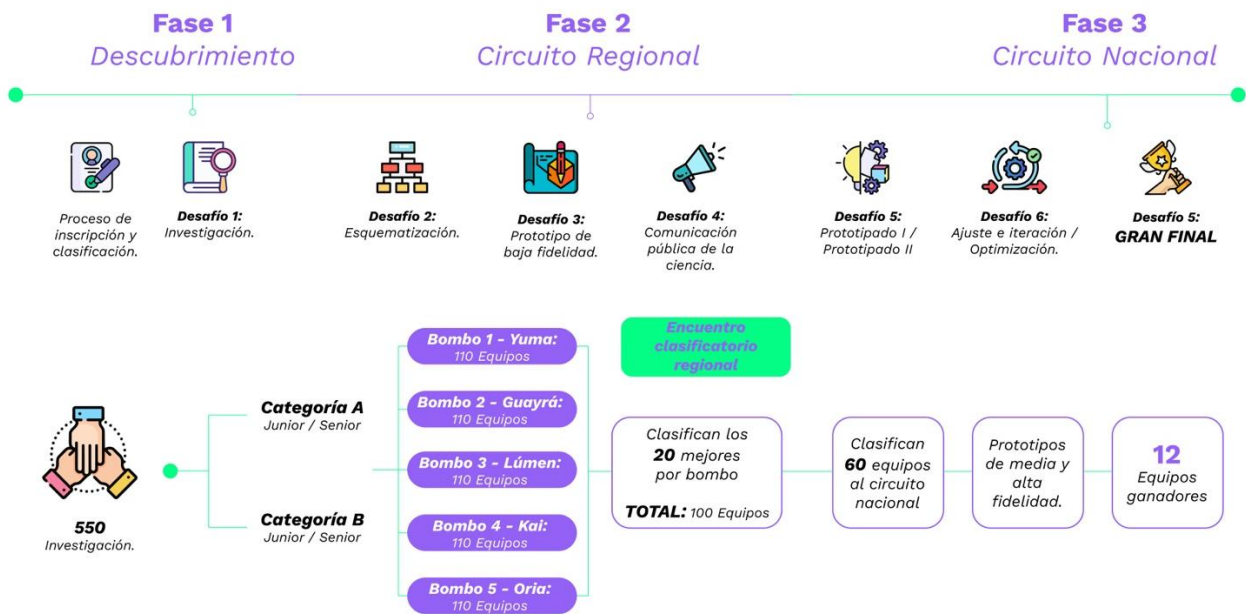 Fase 1
Descubrimiento
Fase 2
Circuito Regional
Fase 3
Circuito Nacional
Proceso de
inscripción y
clasificación.
Desafío 1:
Investigación.
Desafío 2:
Esquematización.
Desafío 3:
Prototipo de
baja fidelidad.
Desafío 4:
Comunicación
pública de la
ciencia.
Desafío 5:
Prototipado I /
Prototipado II
Desafío 6:
Ajuste e iteración /
Optimización.
Desafío 5:
GRAN FINAL
550
Investigación.
Categoría A
Junior / Senior
Categoría B
Junior / Senior
Bombo 1 - Yuma:
110 Equipos
Bombo 2 - Guayrá:
110 Equipos
Bombo 3 - Lúmen:
110 Equipos
Bombo 4 - Kai:
110 Equipos
Bombo 5 - Oria:
110 Equipos
Encuentro
clasificatorio
regional
Clasifican los
20 mejores
por bombo
TOTAL: 100 Equipos
Clasifican
60 equipos
al circuito
nacional
Prototipos
de media y
alta
fidelidad.
12
Equipos
ganadores